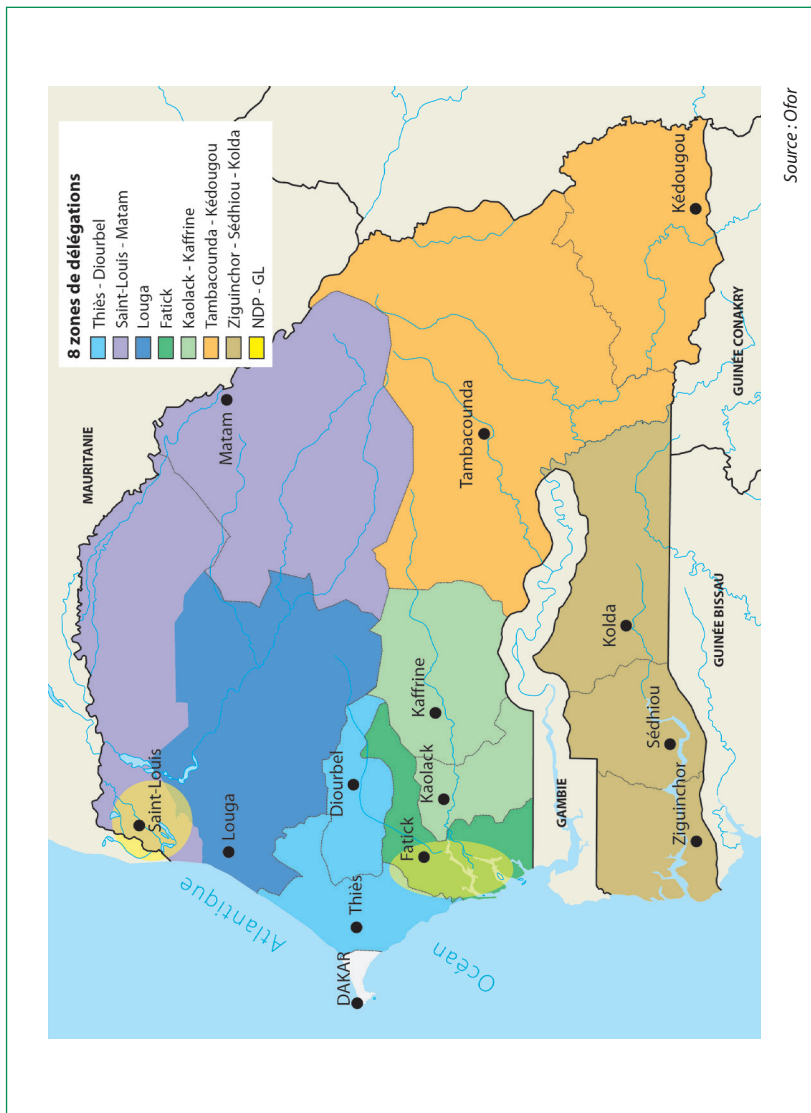 8 zones de délégations
Thiès - Diourbel
Saint-Louis - Matam
Louga
Fatick
Kaolack - Kaffrine
Tambacounda - Kédougou
Ziguinchor - Sédhiou - Kolda
NDP - GL
MAURITANIE
Saint-Louis
Matam
Louga
Atlantique
Diourbel
Thiès
DAKAR
Océan
Fatick
Kaolack
Kaffrine
Tambacounda
GAMBIE
Kolda
Sédhiou
Ziguinchor
Kédougou
GUINÉE BISSAU
GUINÉE CONAKRY
Source : Ofor